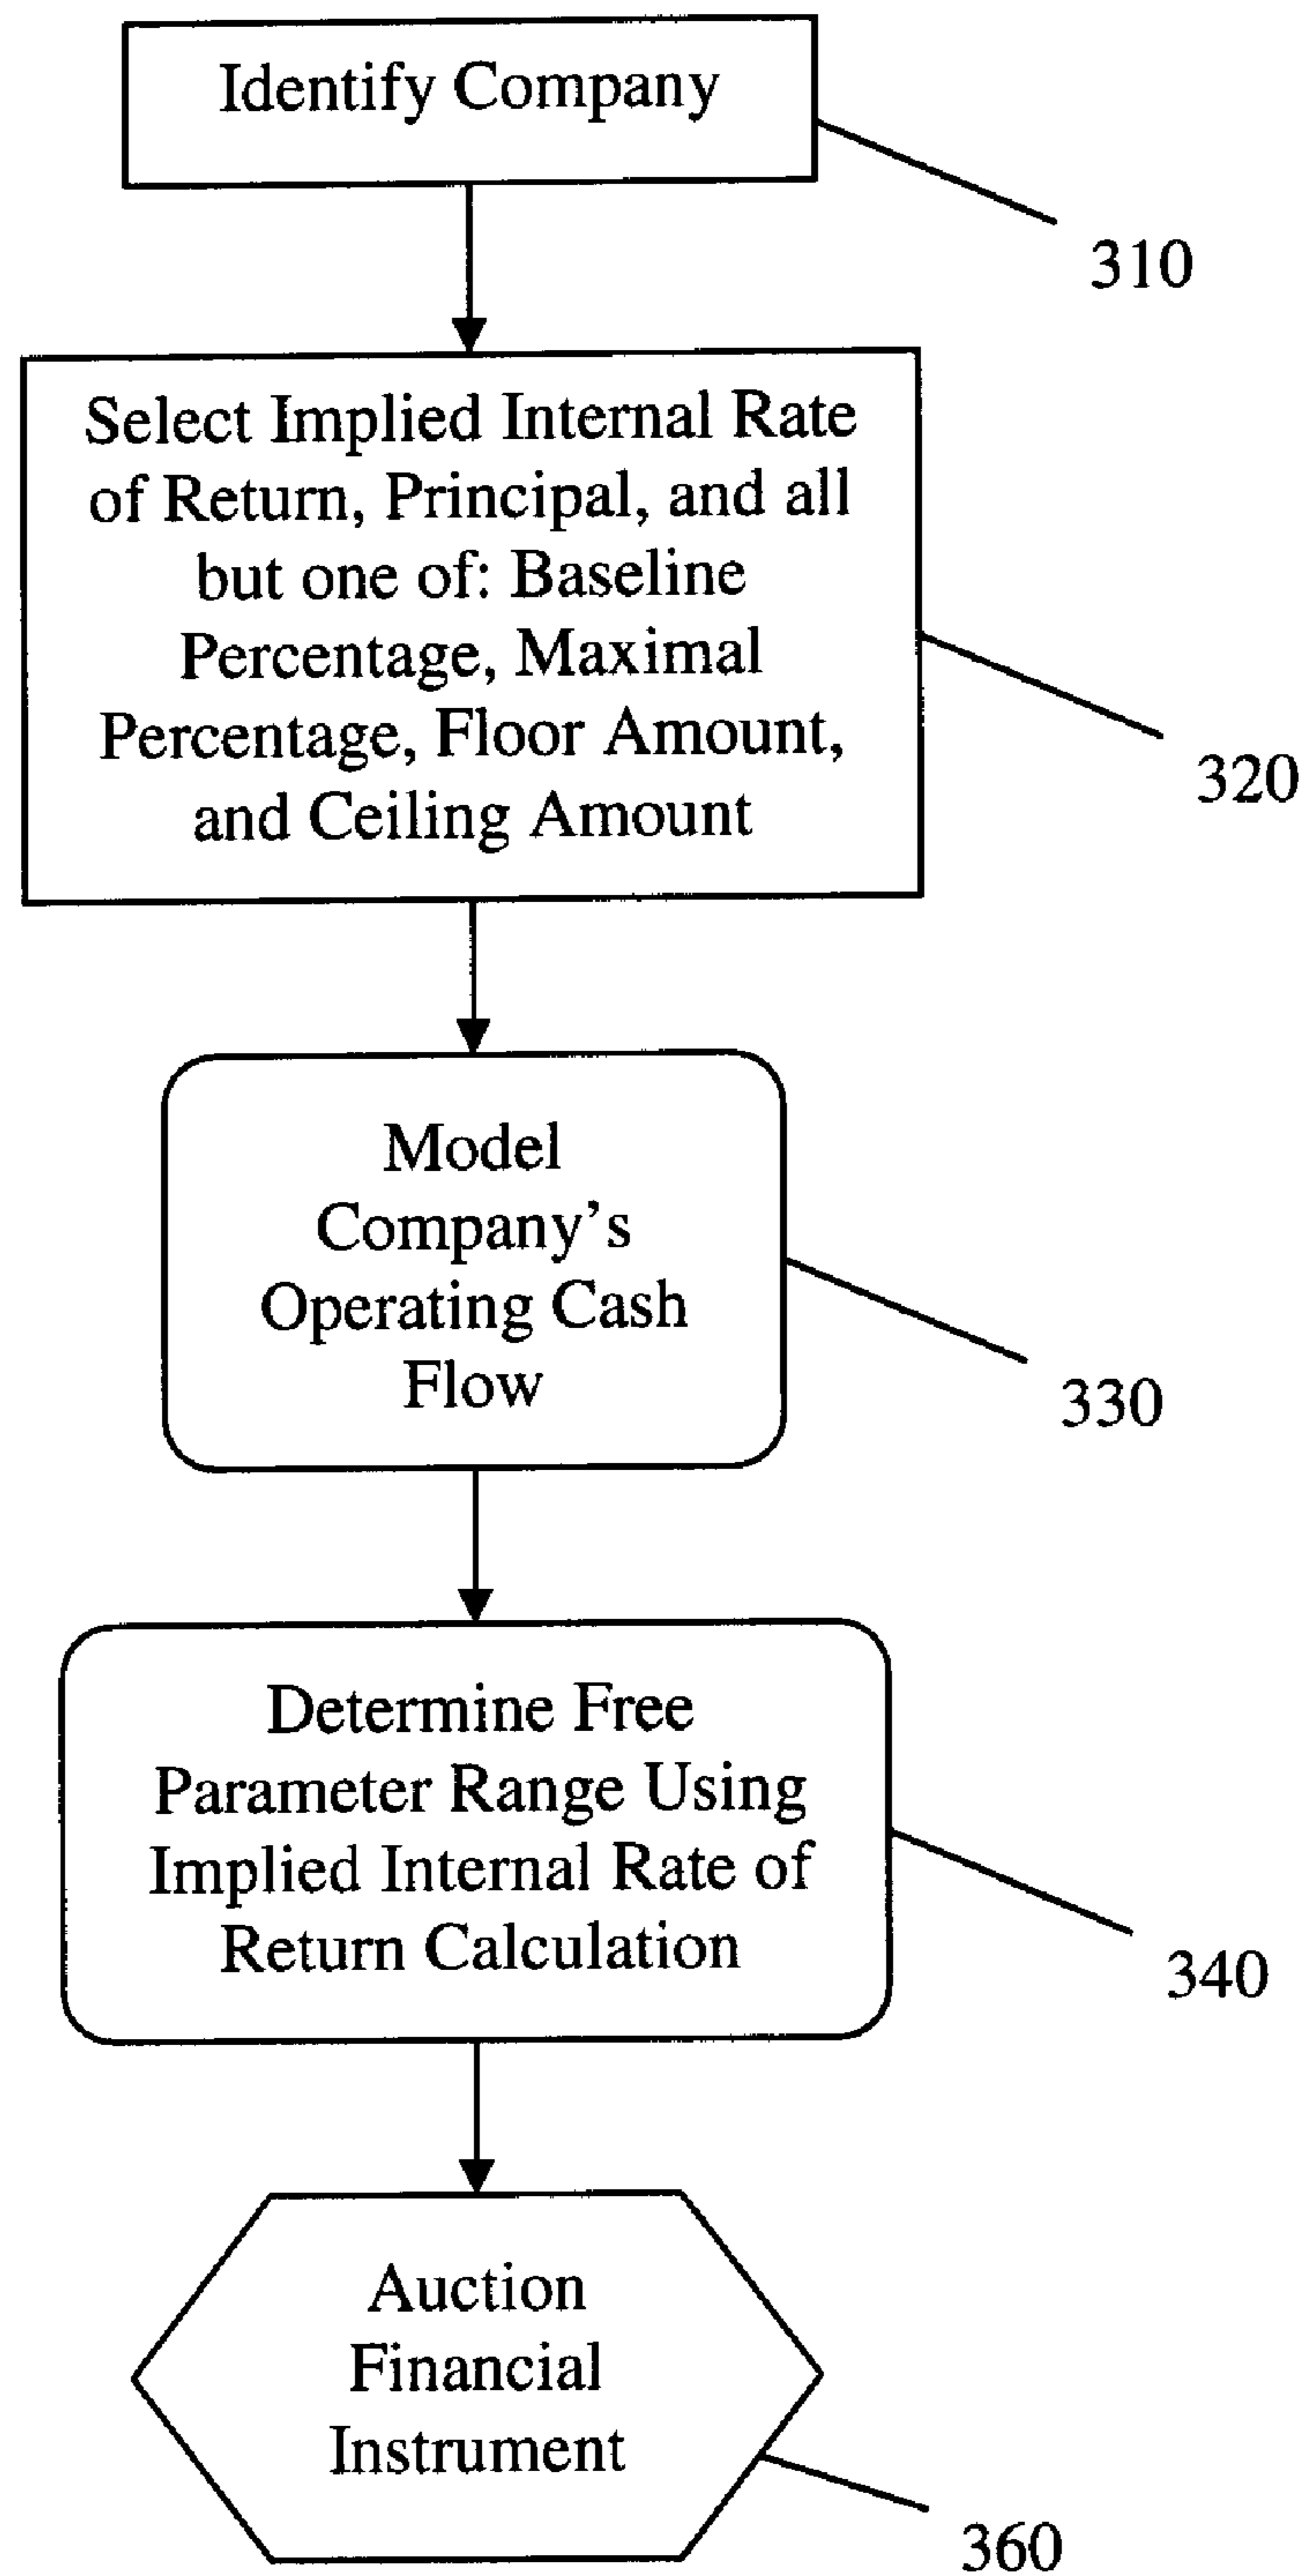 Identify Company
310
Select Implied Internal Rate
of Return, Principal, and all
but one of: Baseline
Percentage, Maximal
Percentage, Floor Amount,
and Ceiling Amount
320
Model
Company's
Operating Cash
Flow
330
Determine Free
Parameter Range Using
Implied Internal Rate of
Return Calculation
340
Auction
Financial
Instrument
360